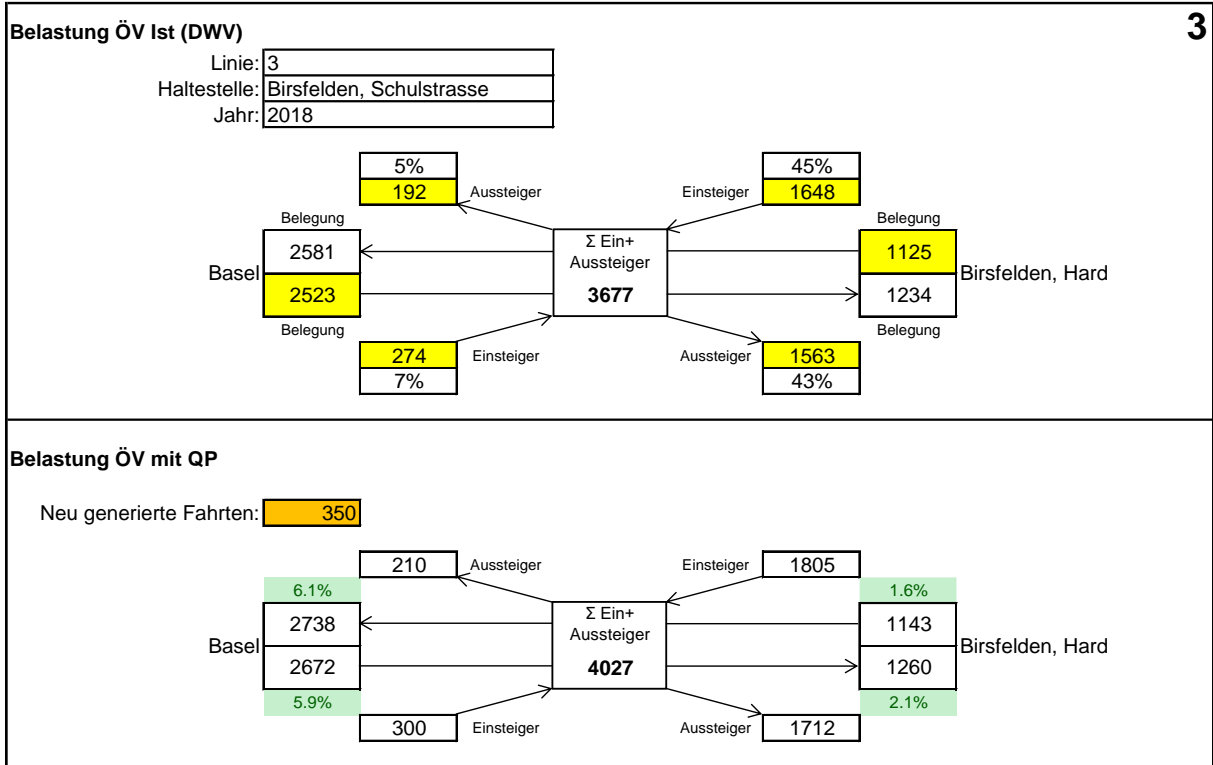 Belastung ÖV Ist (DWV) 3
Linie: 3
Haltestelle: Birsfelden, Schulstrasse
Jahr: 2018
5% 45%
192 Aussteiger Einsteiger 1648
Belegung Belegung
2581 Σ Ein+ 1125
Basel Aussteiger Birsfelden, Hard
2523 3677 1234
Belegung Belegung
274 Einsteiger Aussteiger 1563
7% 43%
Belastung ÖV mit QP
Neu generierte Fahrten: 350
210 Aussteiger Einsteiger 1805
6.1% 1.6%
2738 Σ Ein+ 1143
Basel Aussteiger Birsfelden, Hard
2672 4027 1260
5.9% 2.1%
300 Einsteiger Aussteiger 1712